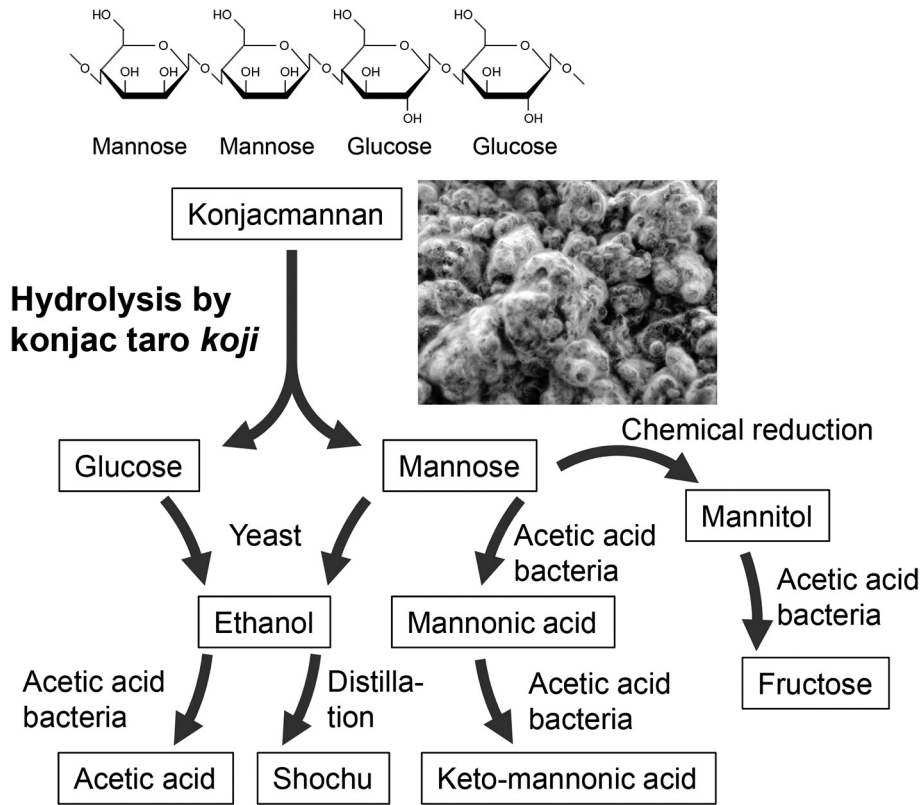 HO
HO
HO
HO
O
O
O
O
O
OH
OH
O
OH
OH
O
OH
O
OH
O
OH
OH
Mannose
Mannose
Glucose
Glucose
Konjacmannan
Hydrolysis by
konjac taro koji
Chemical reduction
Glucose
Mannose
Mannitol
Yeast
Acetic acid
bacteria
Acetic acid
bacteria
Ethanol
Mannonic acid
Fructose
Acetic acid
bacteria
Distilla-
tion
Acetic acid
bacteria
Acetic acid
Shochu
Keto-mannonic acid